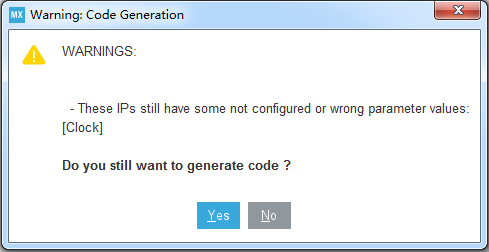 MX Warning: Code Generation
WARNINGS:
- These IPs still have some not configured or wrong parameter values:
[Clock]
Do you still want to generate code ?
Yes No